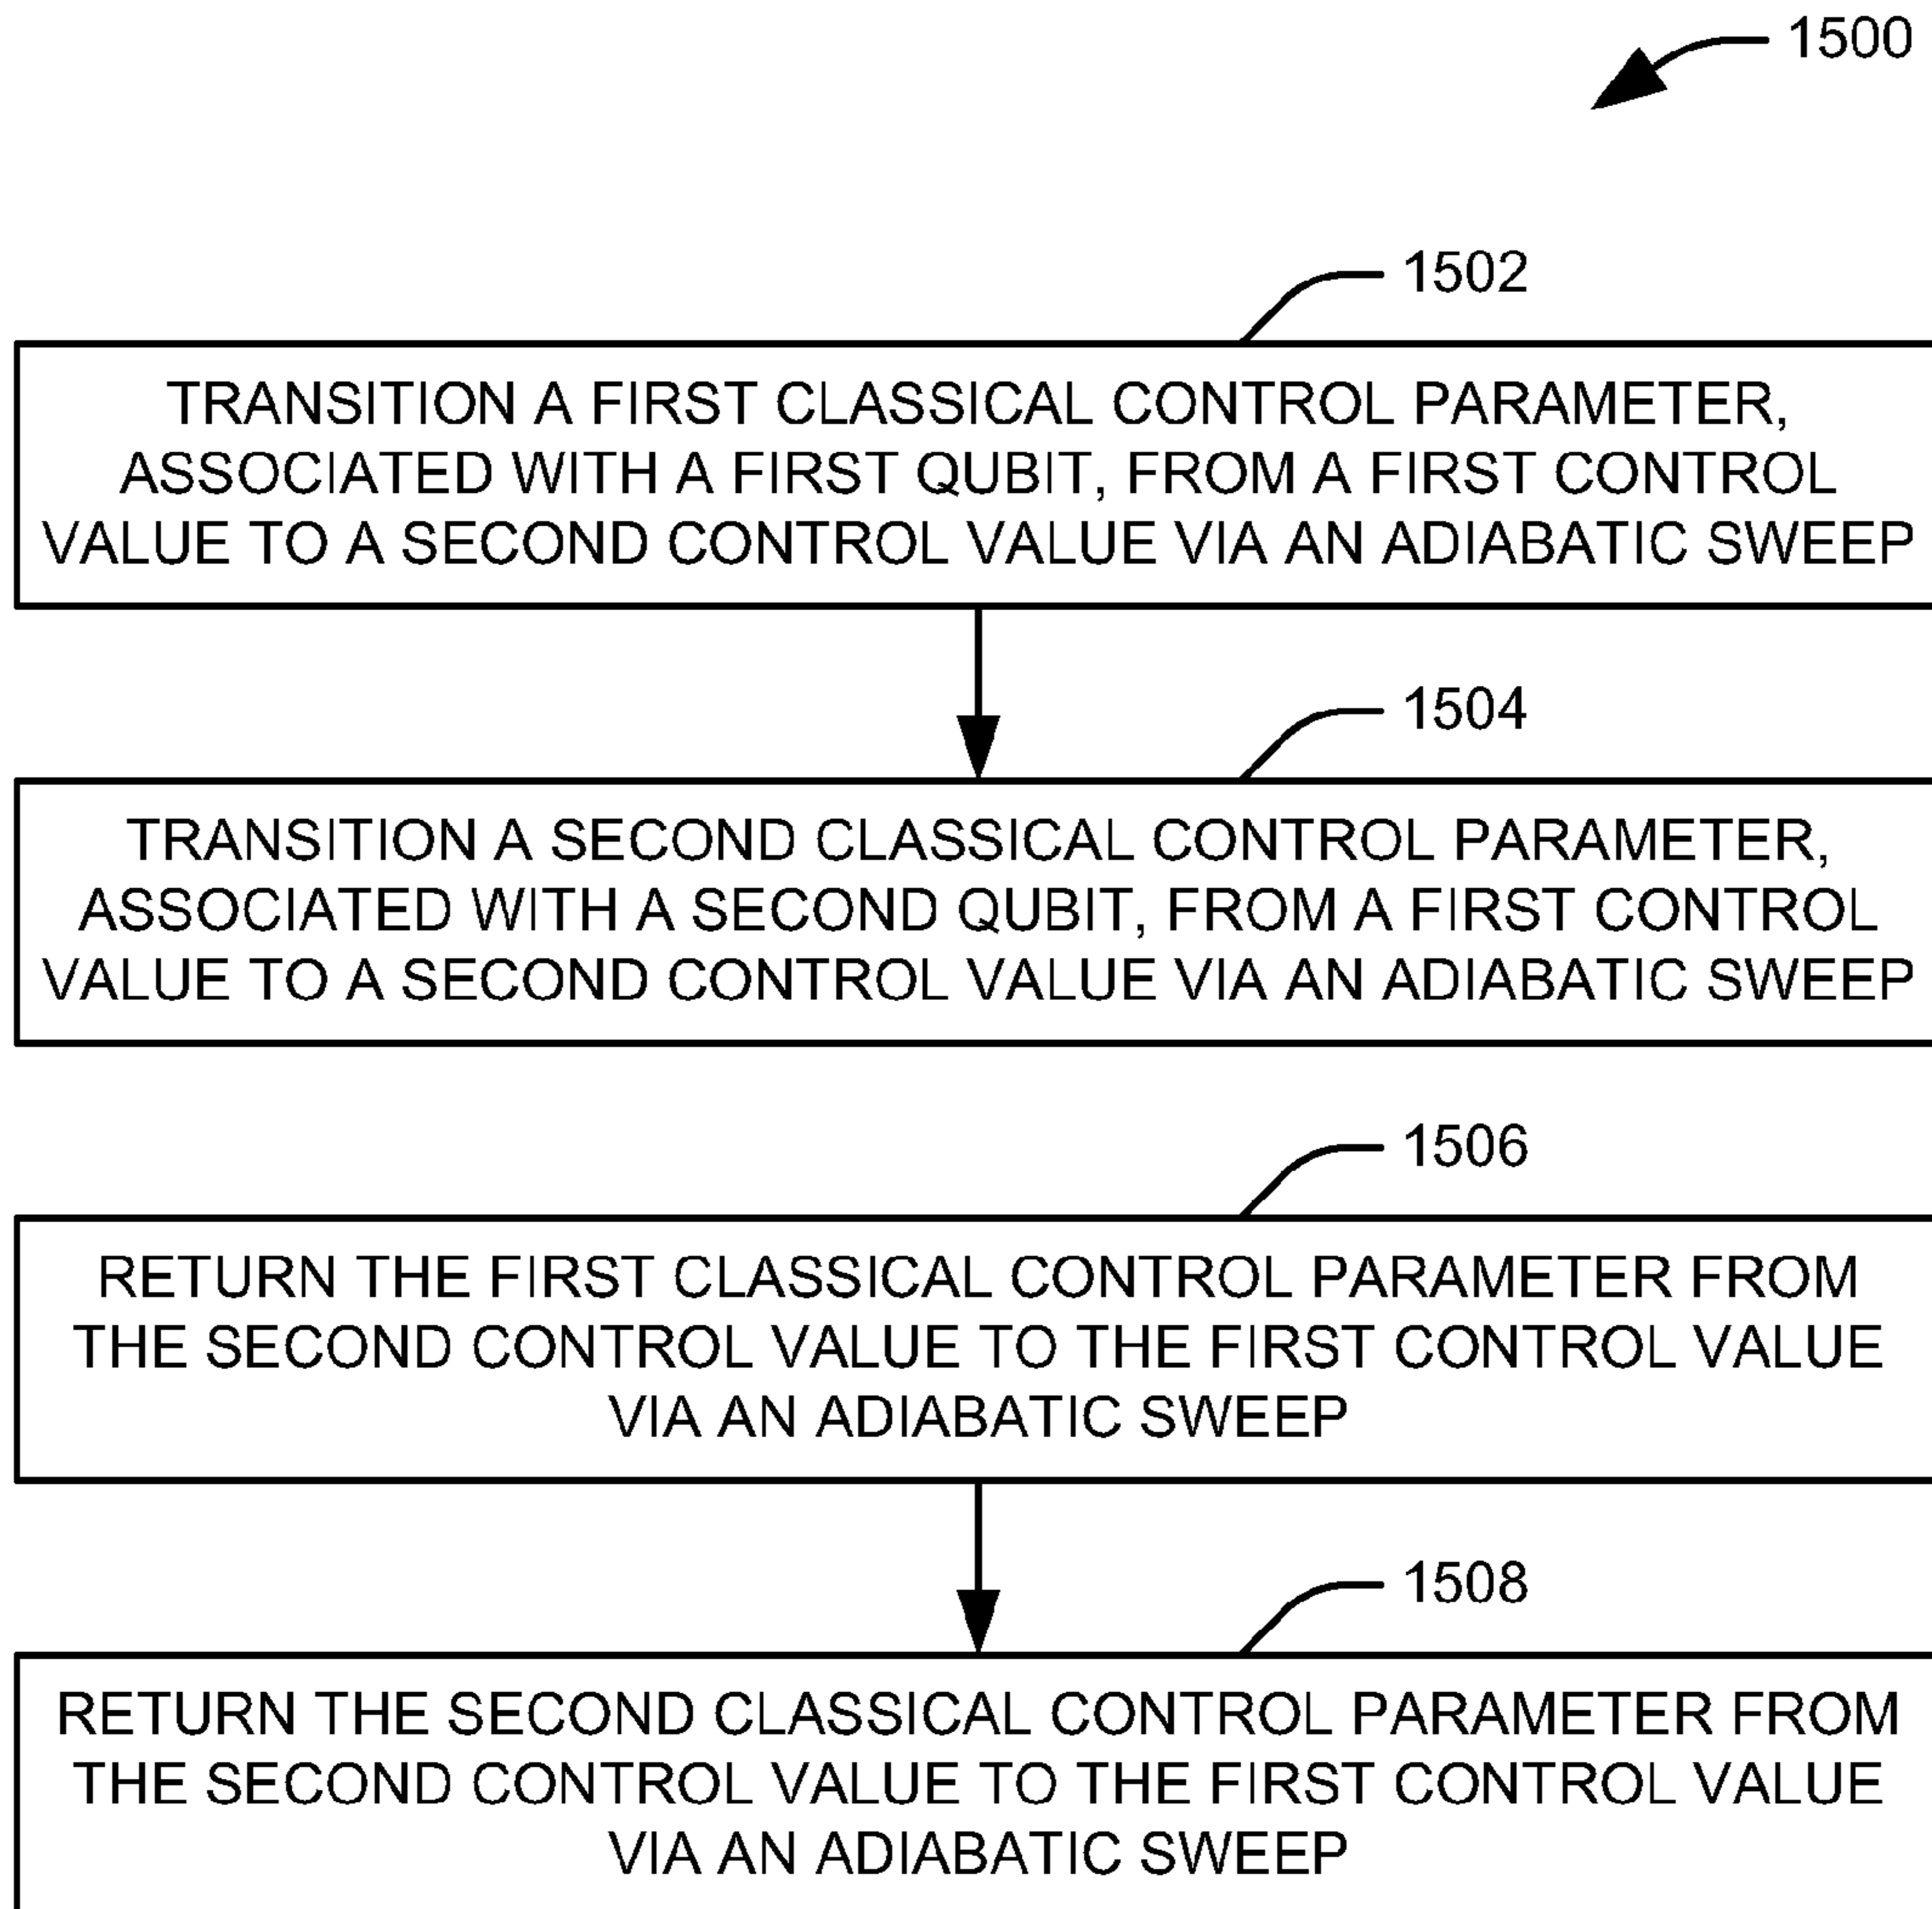 1500
1502
TRANSITION A FIRST CLASSICAL CONTROL PARAMETER,
ASSOCIATED WITH A FIRST QUBIT, FROM A FIRST CONTROL
VALUE TO A SECOND CONTROL VALUE VIA AN ADIABATIC SWEEP
1504
TRANSITION A SECOND CLASSICAL CONTROL PARAMETER,
ASSOCIATED WITH A SECOND QUBIT, FROM A FIRST CONTROL
VALUE TO A SECOND CONTROL VALUE VIA AN ADIABATIC SWEEP
1506
RETURN THE FIRST CLASSICAL CONTROL PARAMETER FROM
THE SECOND CONTROL VALUE TO THE FIRST CONTROL VALUE
VIA AN ADIABATIC SWEEP
1508
RETURN THE SECOND CLASSICAL CONTROL PARAMETER FROM
THE SECOND CONTROL VALUE TO THE FIRST CONTROL VALUE
VIA AN ADIABATIC SWEEP